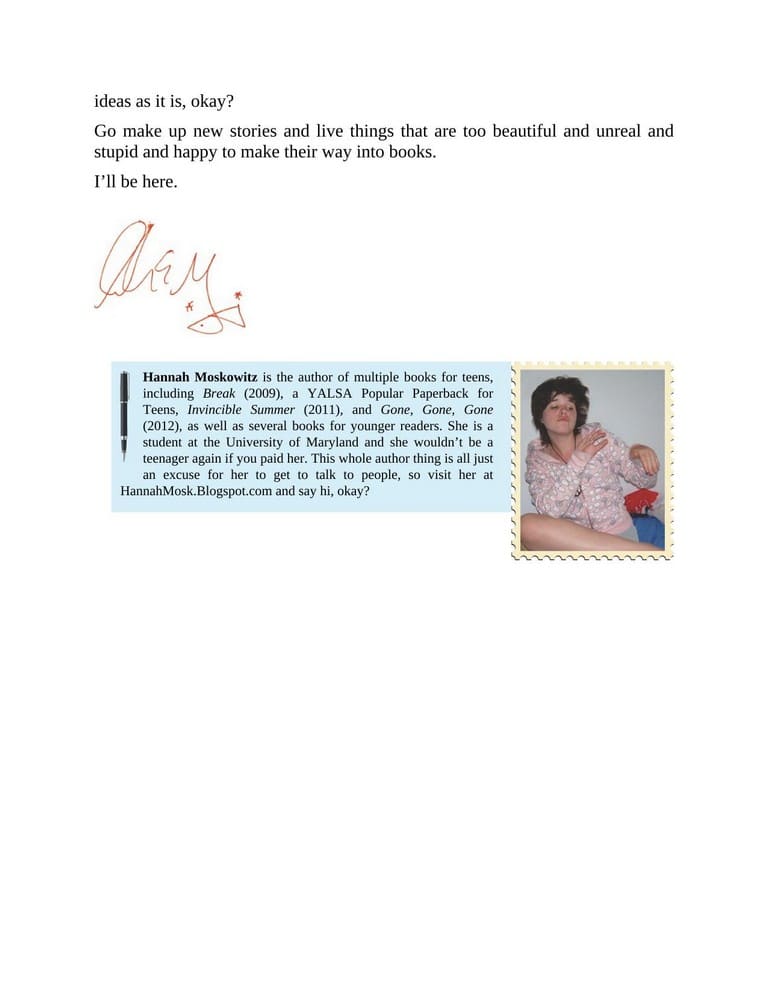 ideas as it is, okay?
Go make up new stories and live things that are too beautiful and unreal and
stupid and happy to make their way into books.
I’ll be here.
Hannah Moskowitz is the author of multiple books for teens,
including Break (2009), a YALSA Popular Paperback for
Teens, Invincible Summer (2011), and Gone, Gone, Gone
(2012), as well as several books for younger readers. She is a
student at the University of Maryland and she wouldn’t be a
teenager again if you paid her. This whole author thing is all just
an excuse for her to get to talk to people, so visit her at
HannahMosk.Blogspot.com and say hi, okay?